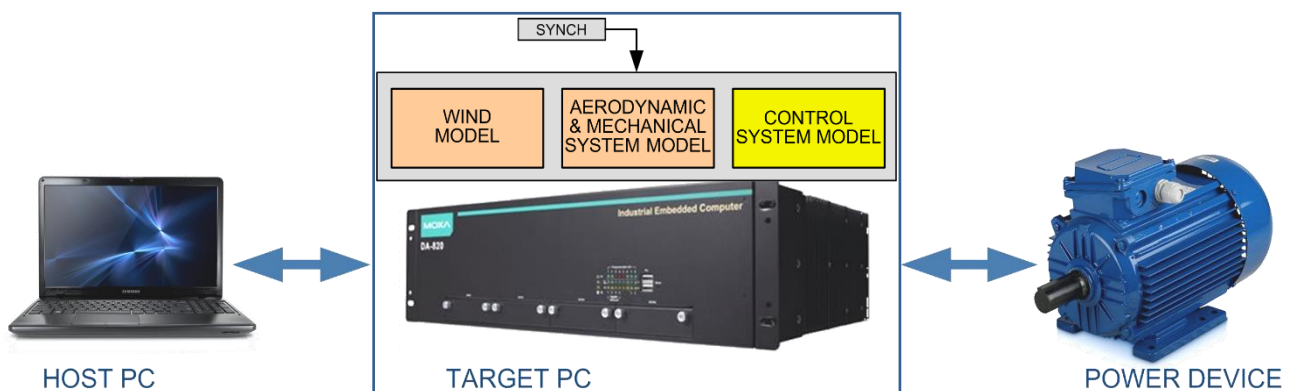 SYNCH
WIND
MODEL
AERODYNAMIC
& MECHANICAL
SYSTEM MODEL
CONTROL
SYSTEM MODEL
Industrial Embedded Computer
MOXA
DA-820
SAMSUNG
HOST PC
TARGET PC
POWER DEVICE